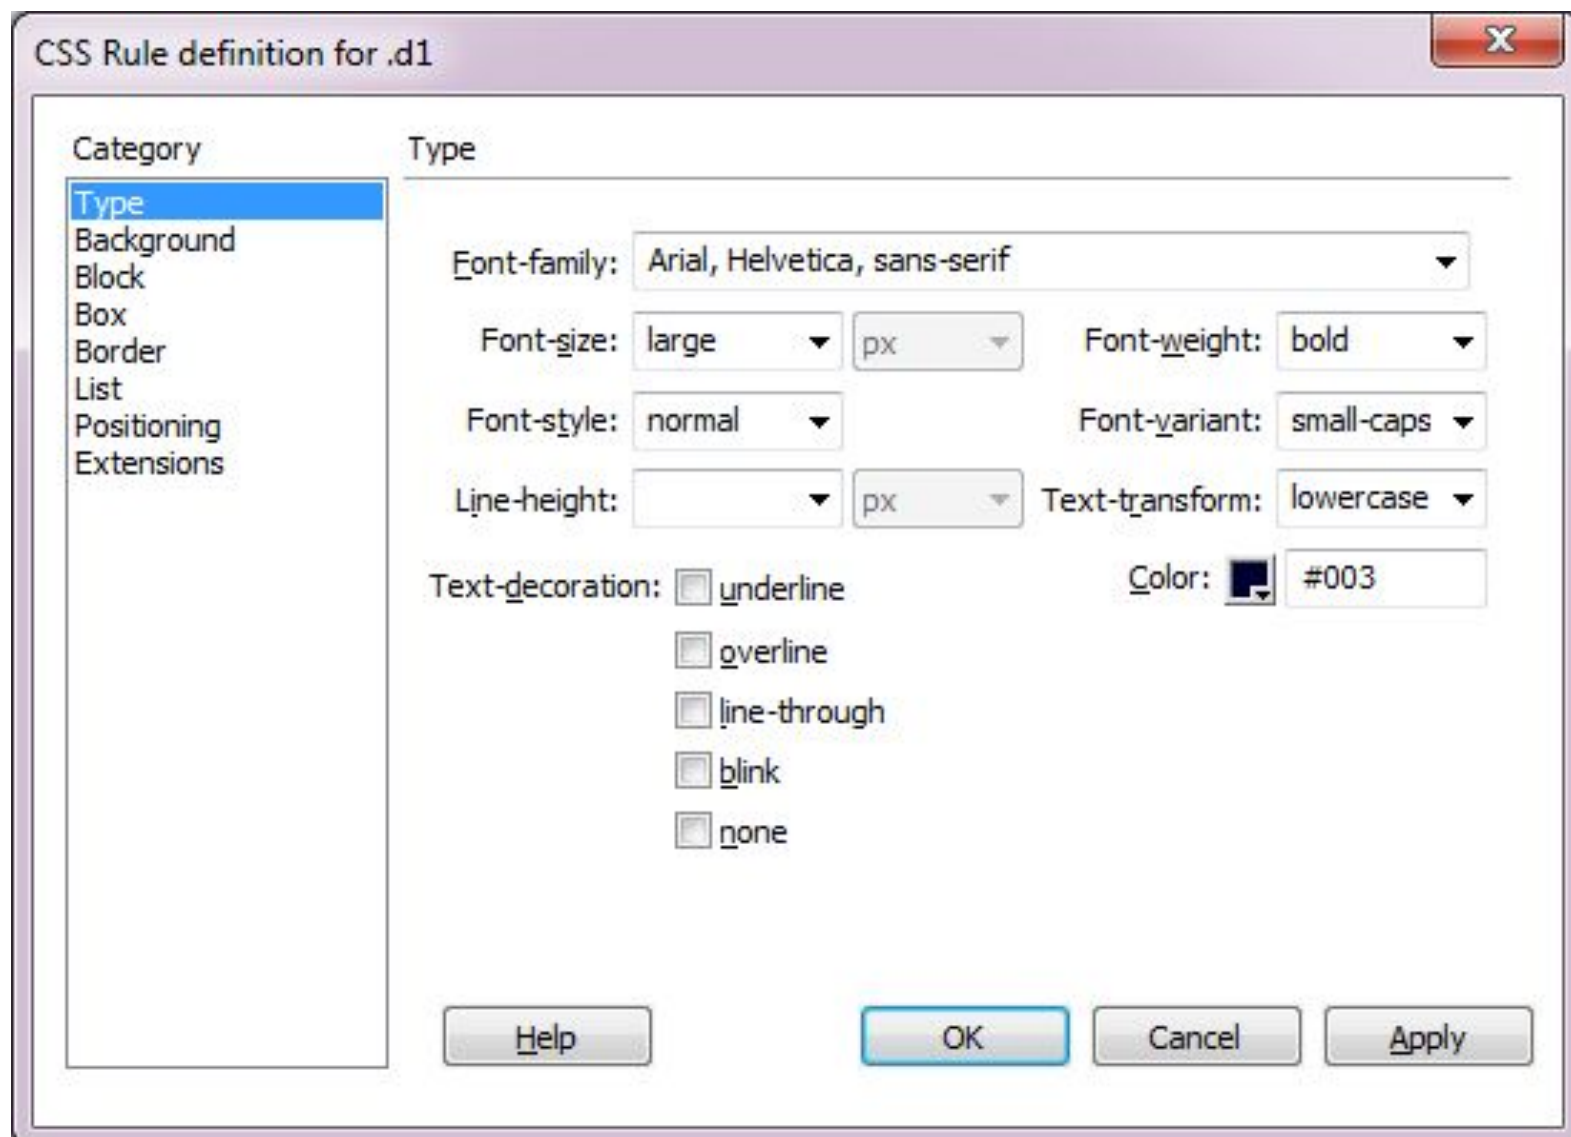 CSS Rule definition for .d1
Category
Type
Background
Block
Box
Border
List
Positioning
Extensions
Type
Font-family: Arial, Helvetica, sans-serif
Font-size: large px Font-weight: bold
Font-style: normal Font-variant: small-caps
Line-height: px Text-transform: lowercase
Text-decoration: underline Color: #003
overline
line-through
blink
none
Help OK Cancel Apply